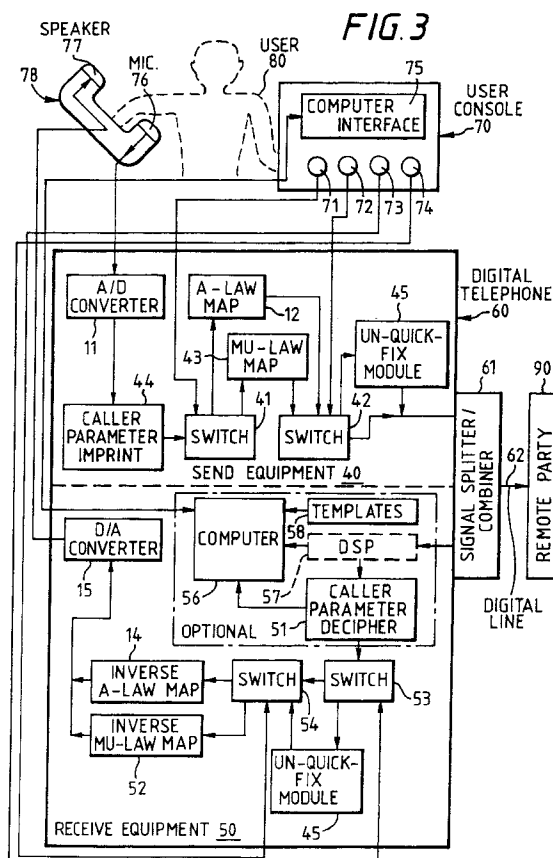 FIG.3
SPEAKER
77
78
MIC.
76
USER
80
75
COMPUTER
INTERFACE
USER
CONSOLE
70
71
72
73
74
A/D
CONVERTER
11
A-LAW
MAP
12
43
MU-LAW
MAP
45
UN-QUICK-
FIX MODULE
DIGITAL
TELEPHONE
60
44
CALLER
PARAMETER
IMPRINT
41
SWITCH
42
SWITCH
61
SIGNAL SPLITTER/
COMBINER
62
90
REMOTE PARTY
SEND EQUIPMENT 40
D/A
CONVERTER
15
COMPUTER
56
TEMPLATES
58
DSP
57
CALLER
PARAMETER
DECIPHER
51
OPTIONAL
DIGITAL
LINE
14
INVERSE
A-LAW MAP
SWITCH
54
SWITCH
53
INVERSE
MU-LAW MAP
52
UN-QUICK-
FIX
MODULE
45
RECEIVE EQUIPMENT 50